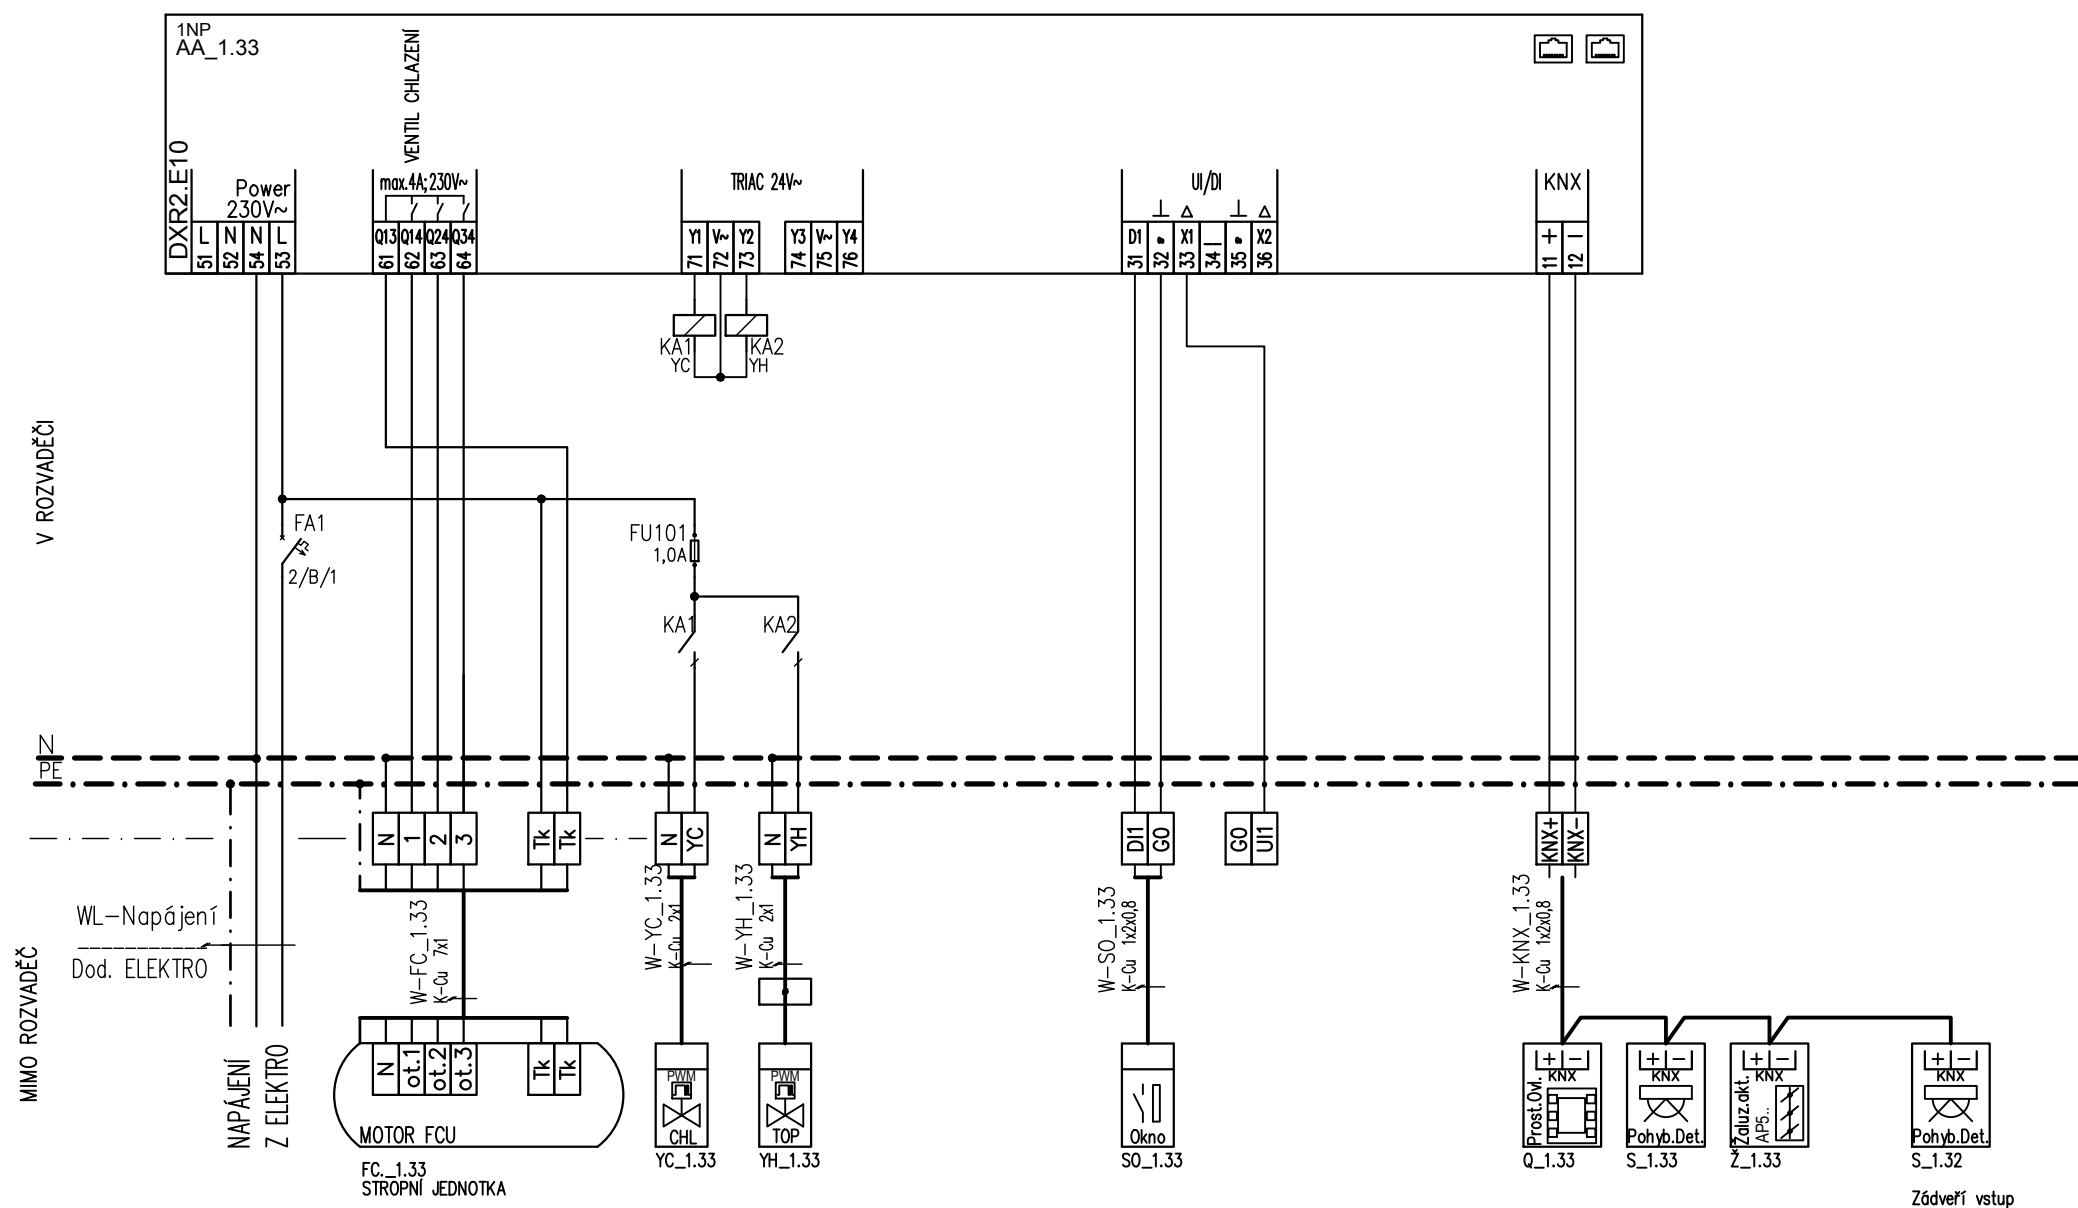 1NP
AA_1.33
VENTIL CHLAZENÍ
DXR2.E10
Power
230V~
max.4A;230V~
TRIAC 24V~
UI/DI
KNX
L N N L
51 52 54 53
Q13 Q14 Q24 Q34
61 62 63 64
Y1 V~ Y2
71 72 73
Y3 V~ Y4
74 75 76
D1 X1 X2
31 32 33 34 35 36
+ −
11 12
KA1
YC
KA2
YH
V ROZVADĚČI
FA1
2/B/1
FU101
1,0A
KA1
KA2
N
PE
N 1 2 3
Tk Tk
N YC
N YH
DI1 GO
GO UI1
KNX+ KNX-
MIMO ROZVADĚČ
WL-Napájení
Dod. ELEKTRO
W-FC_1.33
K-Cu 7x1
W-YC_1.33
K-Cu 2x1
W-YH_1.33
K-Cu 2x1
W-SO_1.33
K-Cu 1x2x0,8
W-KNX_1.33
K-Cu 1x2x0,8
NAPÁJENÍ
Z ELEKTRO
N ot.1 ot.2 ot.3
Tk Tk
MOTOR FCU
FC._1.33
STROPNÍ JEDNOTKA
PWM
CHL
YC_1.33
PWM
TOP
YH_1.33
Okno
SO_1.33
+ −
KNX
Prost.Ovl.
Q_1.33
+ −
KNX
Pohyb.Det.
S_1.33
+ −
KNX
Žaluz.akt.
AP5..
Ž_1.33
+ −
KNX
Pohyb.Det.
S_1.32
Zádveří vstup